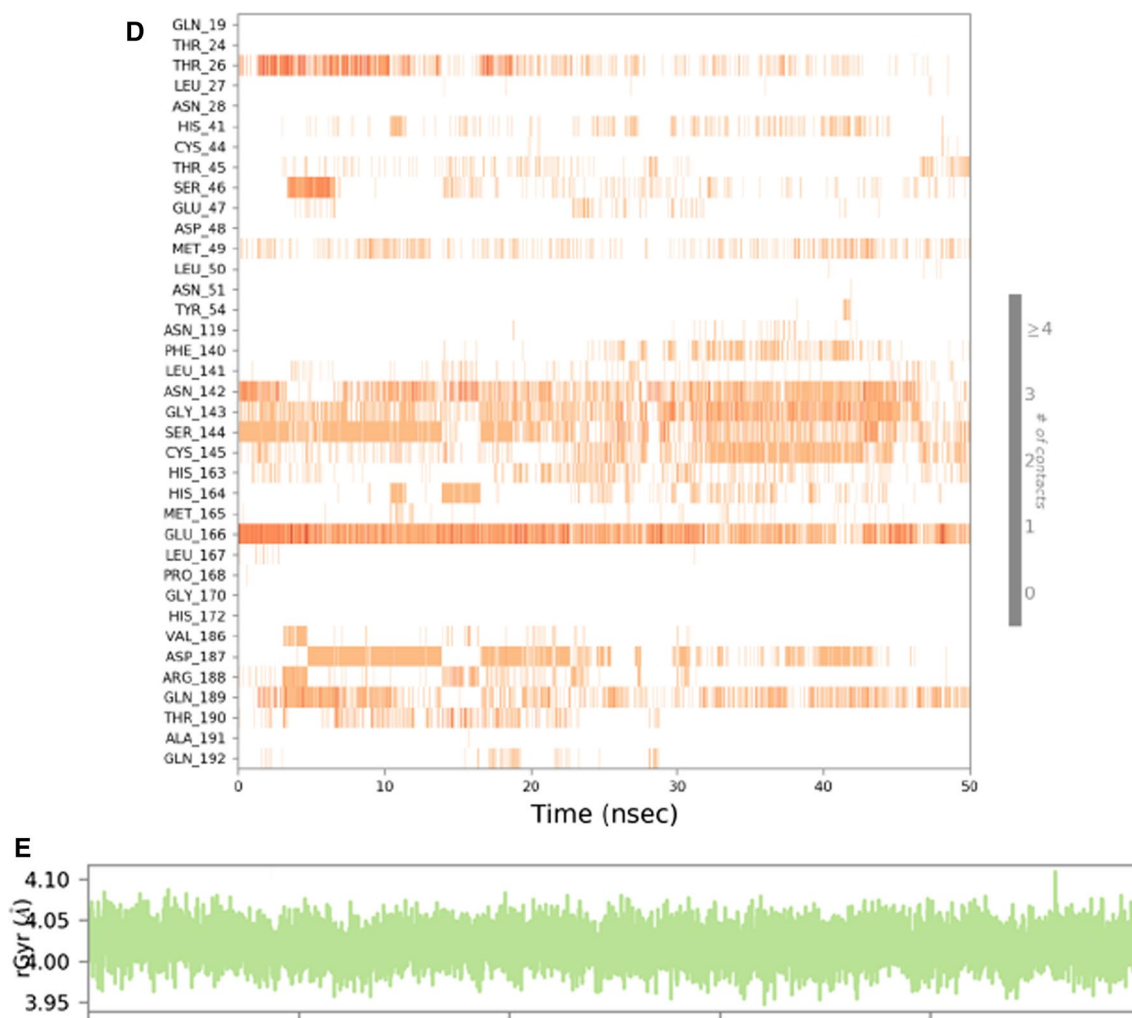 D
GLN_19
THR_24
THR_26
LEU_27
ASN_28
HIS_41
CYS_44
THR_45
SER_46
GLU_47
ASP_48
MET_49
LEU_50
ASN_51
TYR_54
ASN_119
PHE_140
LEU_141
ASN_142
GLY_143
SER_144
CYS_145
HIS_163
HIS_164
MET_165
GLU_166
LEU_167
PRO_168
GLY_170
HIS_172
VAL_186
ASP_187
ARG_188
GLN_189
THR_190
ALA_191
GLN_192
0 10 20 30 40 50
Time (nsec)
≥4
3
2
1
0
# of contacts
E
4.10
4.05
4.00
3.95
rGyr (Å)